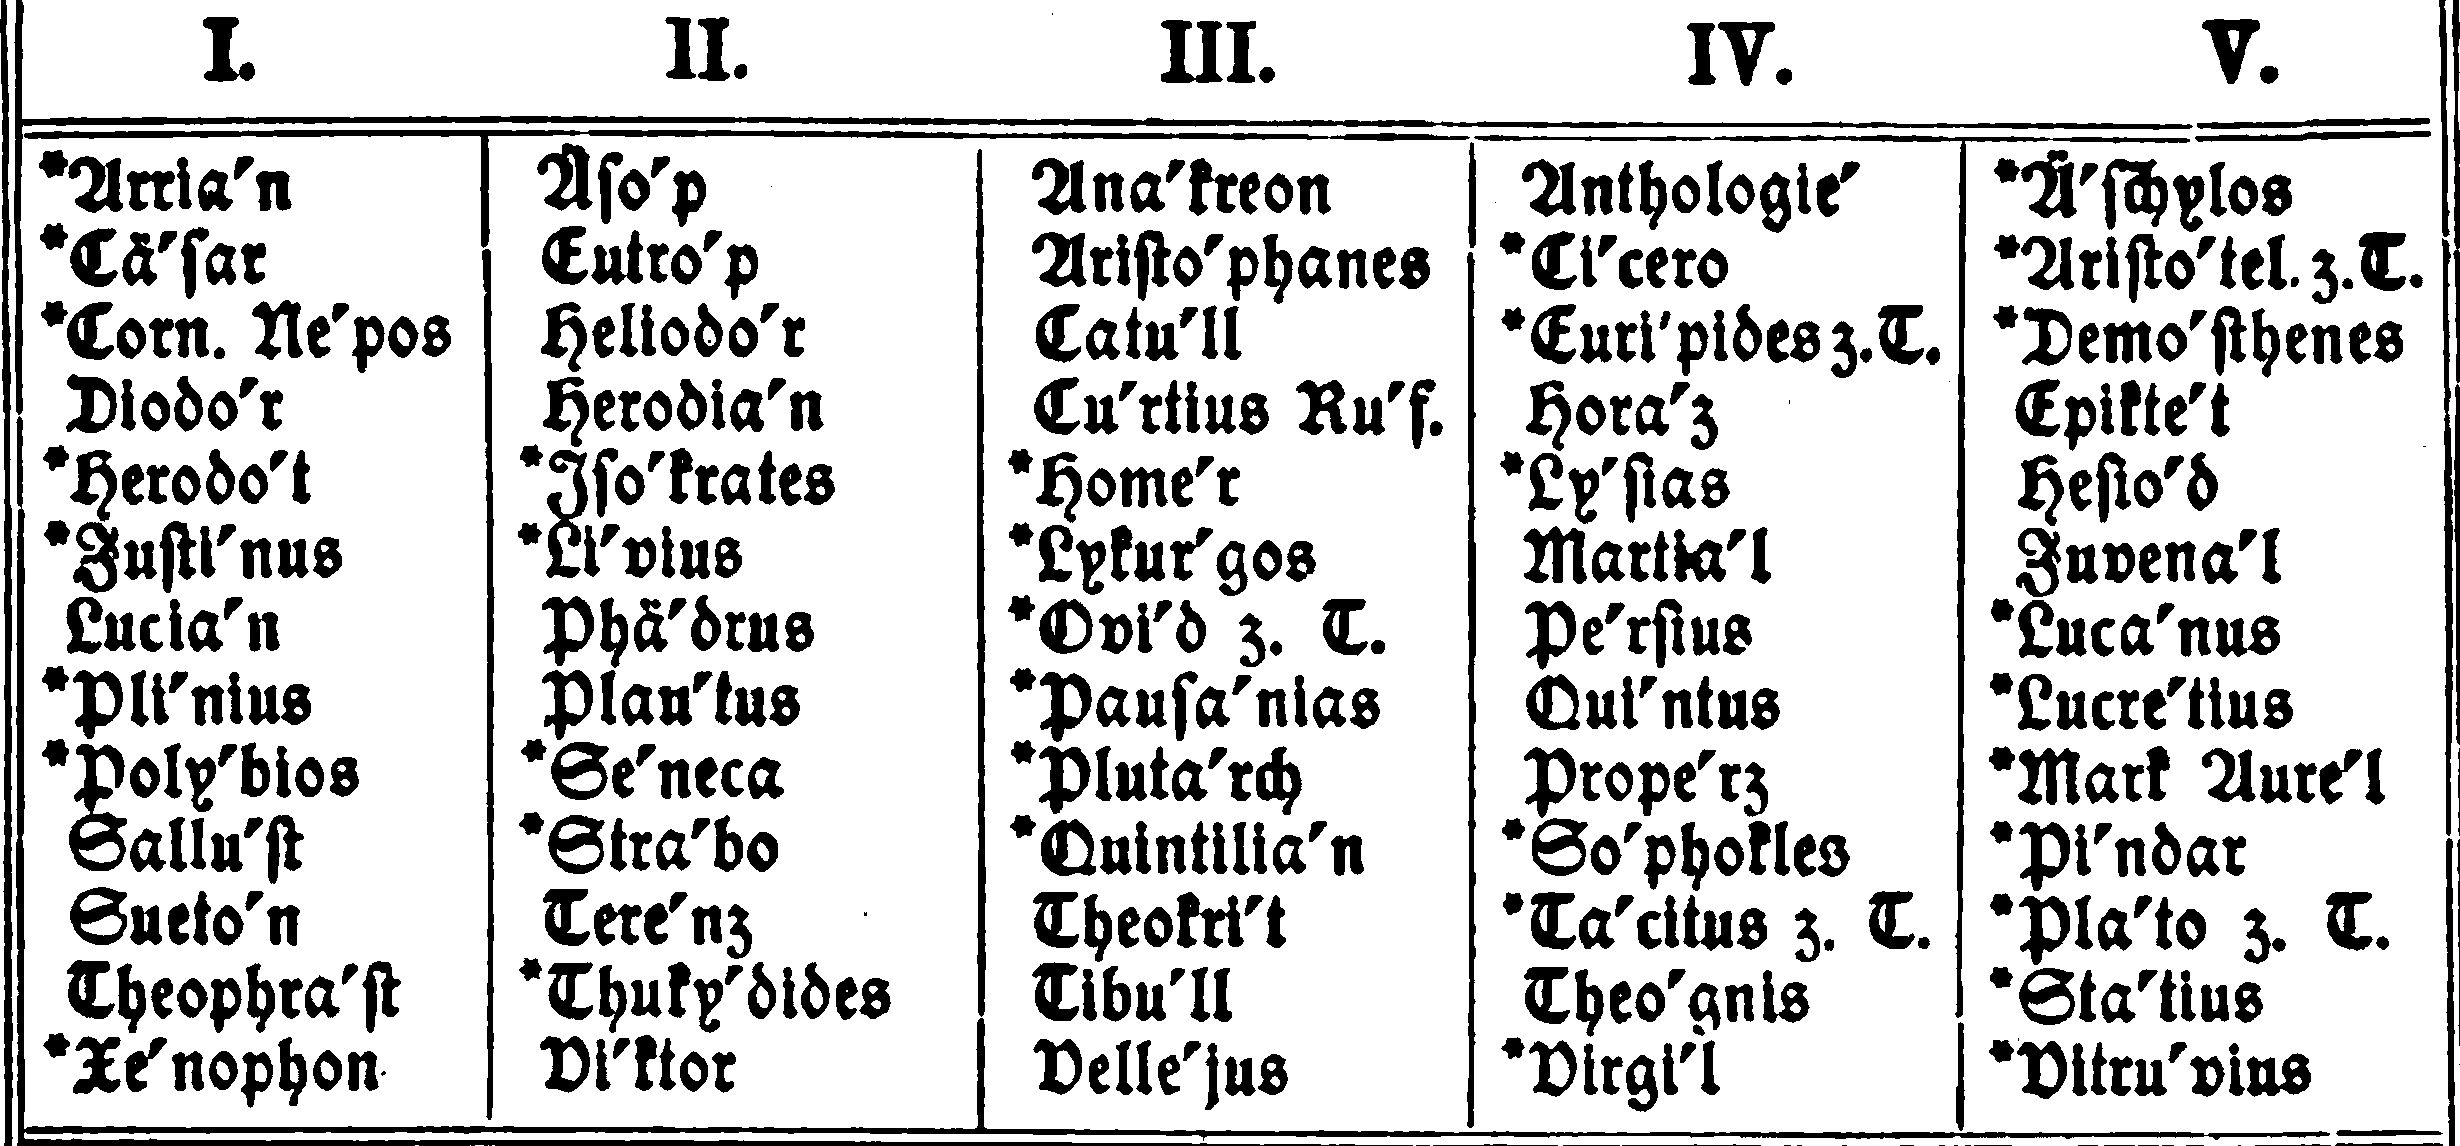 I. II. III. IV. V.
*Arria′n Äſo′p Ana′kreon Anthologie′ *Ä′ſchylos
*Cä′ſar Eutro′p Ariſto′phanes *Ci′cero *Ariſto′tel. z. T.
*Corn. Ne′pos Heliodo′r Catu′ll *Euri′pides z. T. *Demo′ſthenes
Diodo′r Herodia′n Cu′rtius Ru′f. Hora′z Epikte′t
*Herodo′t *Iſo′krates *Home′r *Ly′ſias Heſio′d
*Juſti′nus *Li′vius *Lykur′gos Martia′l Juvena′l
Lucia′n Phä′drus *Ovi′d z. T. Pe′rſius *Luca′nus
*Pli′nius Plau′tus *Pauſa′nias Qui′ntus *Lucre′tius
*Poly′bios *Se′neca *Pluta′rch Prope′rz *Mark Aure′l
Sallu′ſt *Stra′bo *Quintilia′n *So′phokles *Pi′ndar
Sueto′n Tere′nz Theokri′t *Ta′citus z. T. *Pla′to z. T.
Theophra′ſt *Thuky′dides Tibu′ll Theo′gnis *Sta′tius
*Xe′nophon Vi′ktor Velle′jus *Virgi′l *Vitru′vius